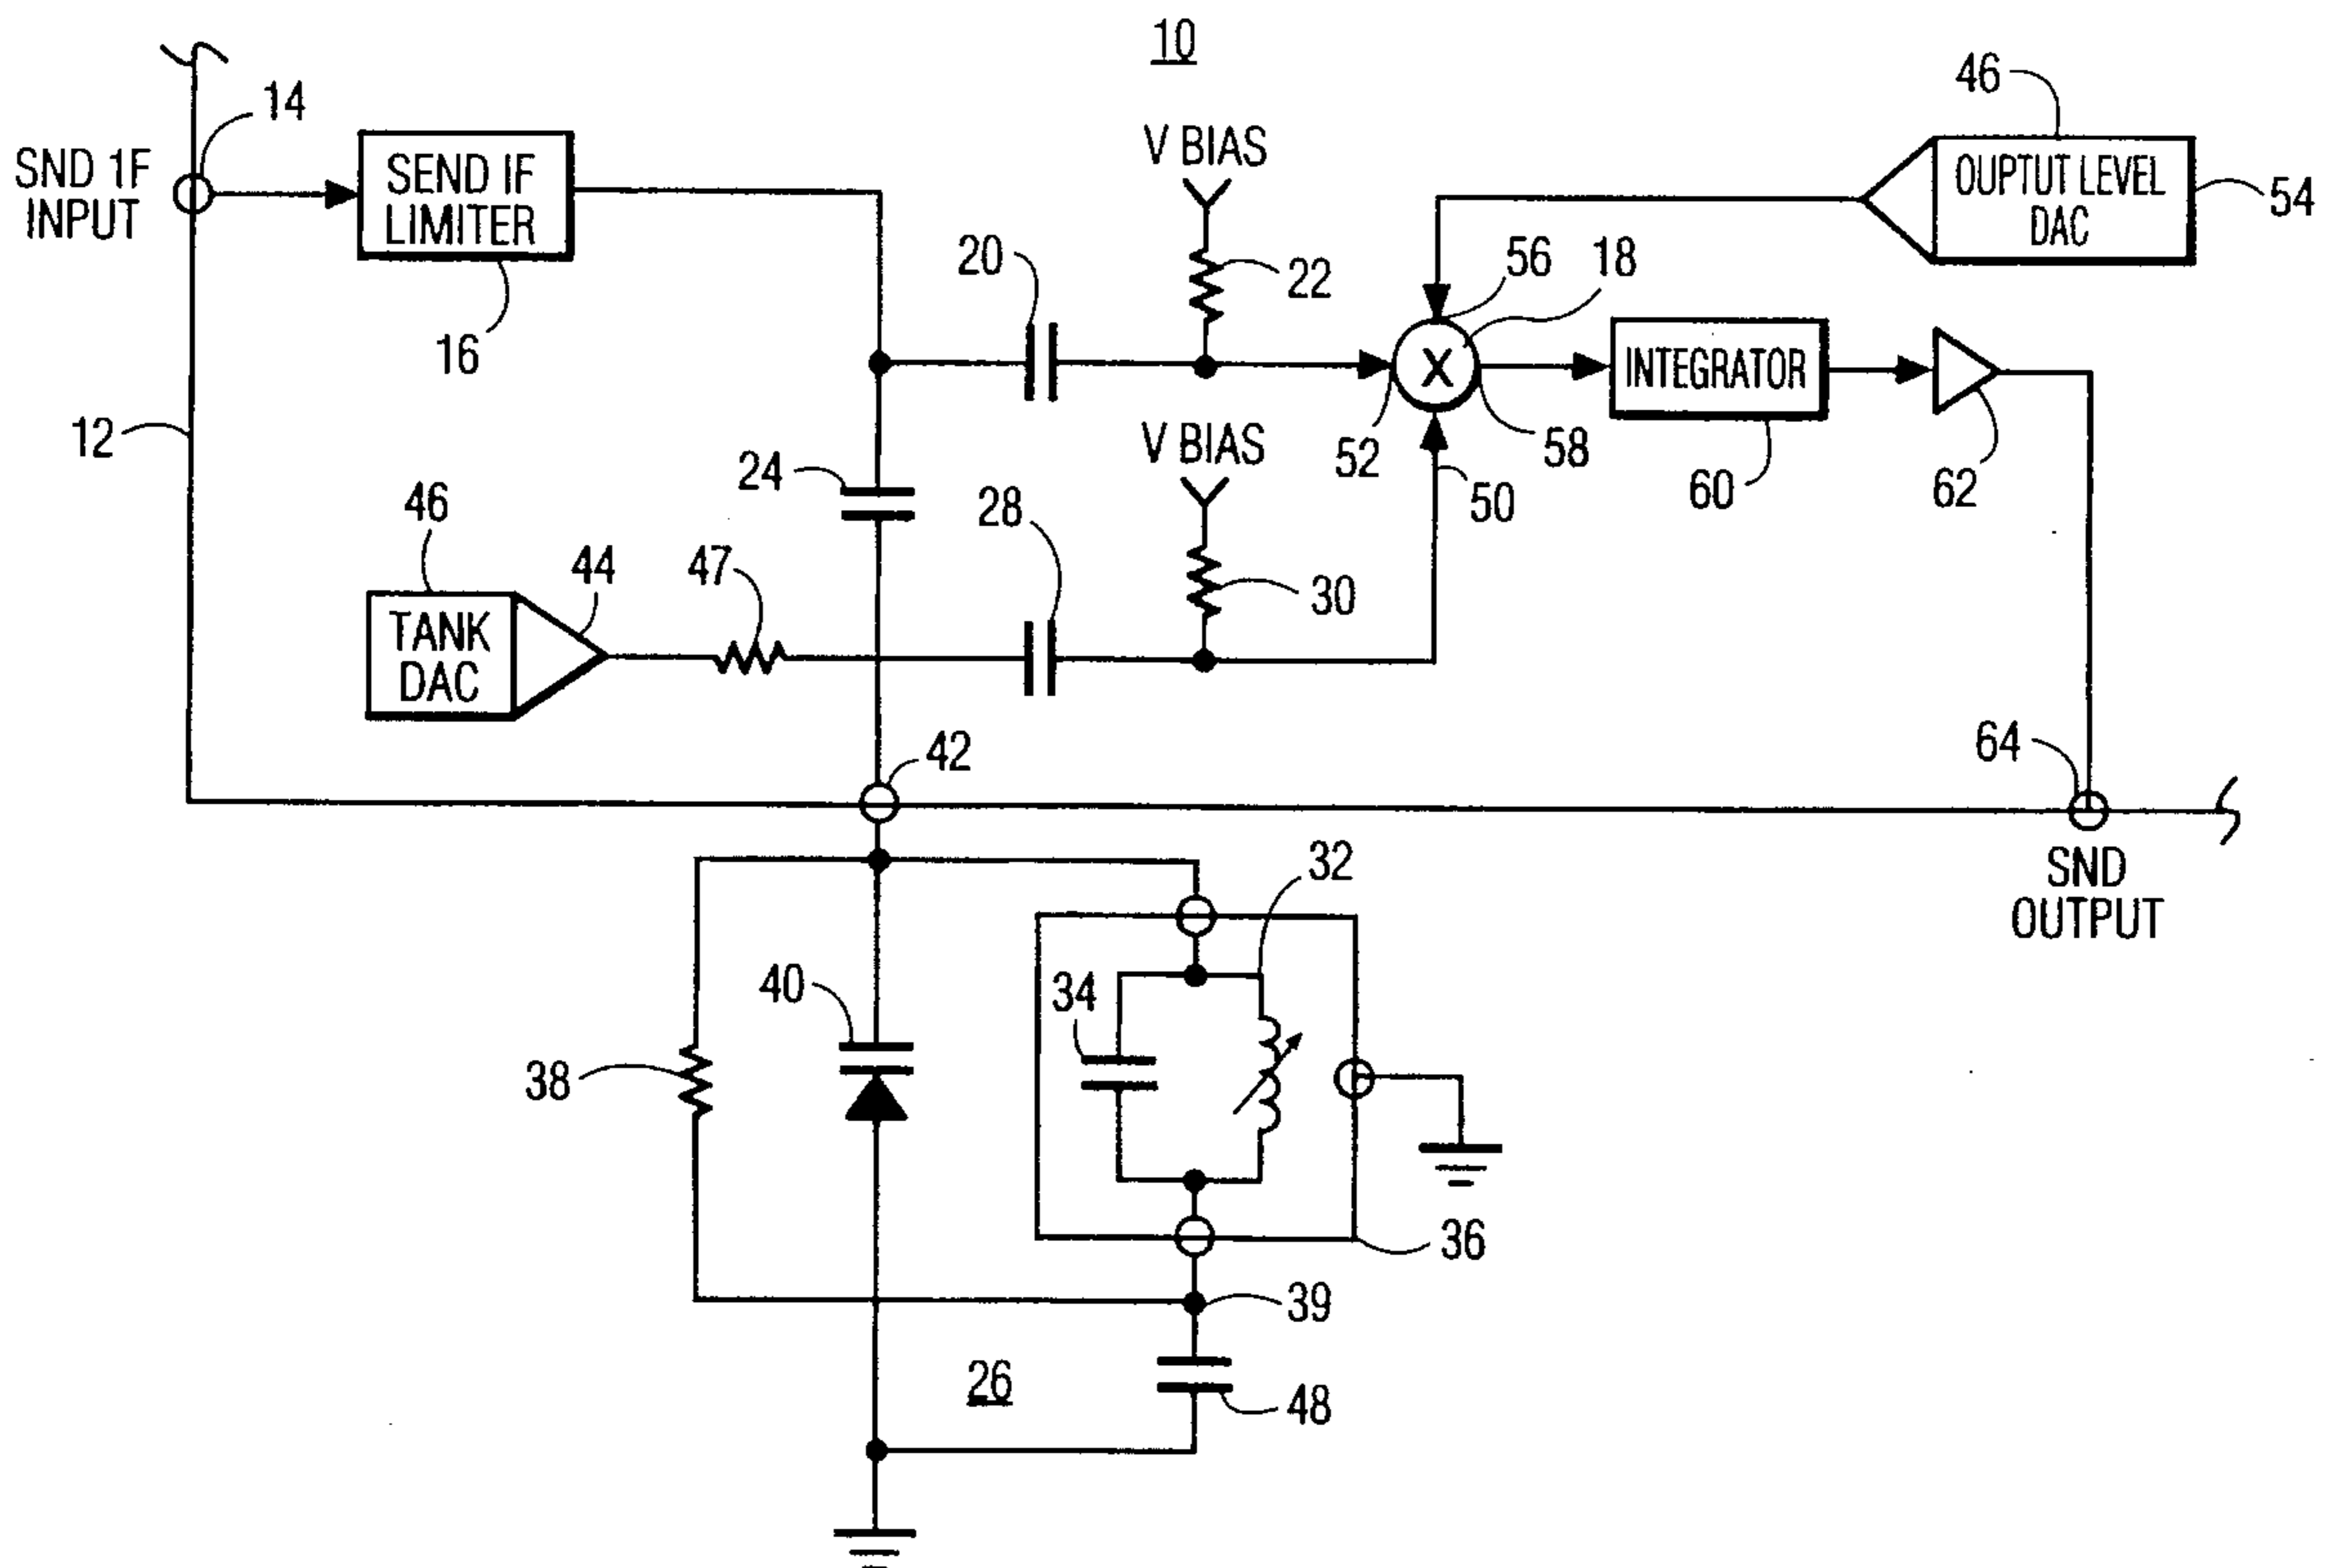 10
46
14
SND 1F
INPUT
SEND IF
LIMITER
V BIAS
OUPTUT LEVEL
DAC
54
20
22
56
18
16
X
INTEGRATOR
12
V BIAS
52
58
24
28
50
60
62
46
44
47
30
TANK
DAC
42
64
SND
OUTPUT
32
40
34
38
36
39
26
48